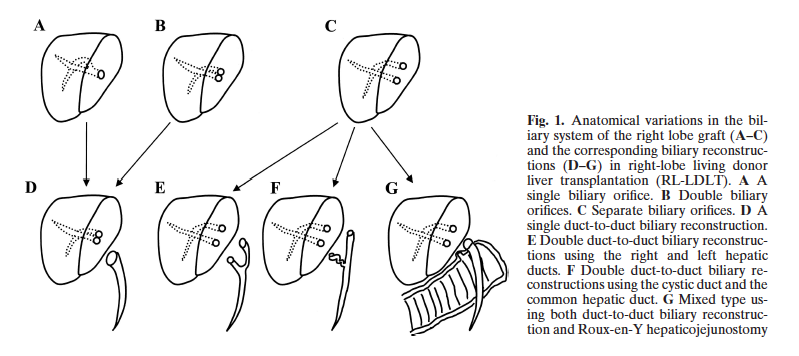 A
B
C
D
E
F
G
Fig. 1. Anatomical variations in the bil-
iary system of the right lobe graft (A–C)
and the corresponding biliary reconstruc-
tions (D–G) in right-lobe living donor
liver transplantation (RL-LDLT). A A
single biliary orifice. B Double biliary
orifices. C Separate biliary orifices. D A
single duct-to-duct biliary reconstruction.
E Double duct-to-duct biliary reconstruc-
tions using the right and left hepatic
ducts. F Double duct-to-duct biliary re-
constructions using the cystic duct and the
common hepatic duct. G Mixed type us-
ing both duct-to-duct biliary reconstruc-
tion and Roux-en-Y hepaticojejunostomy